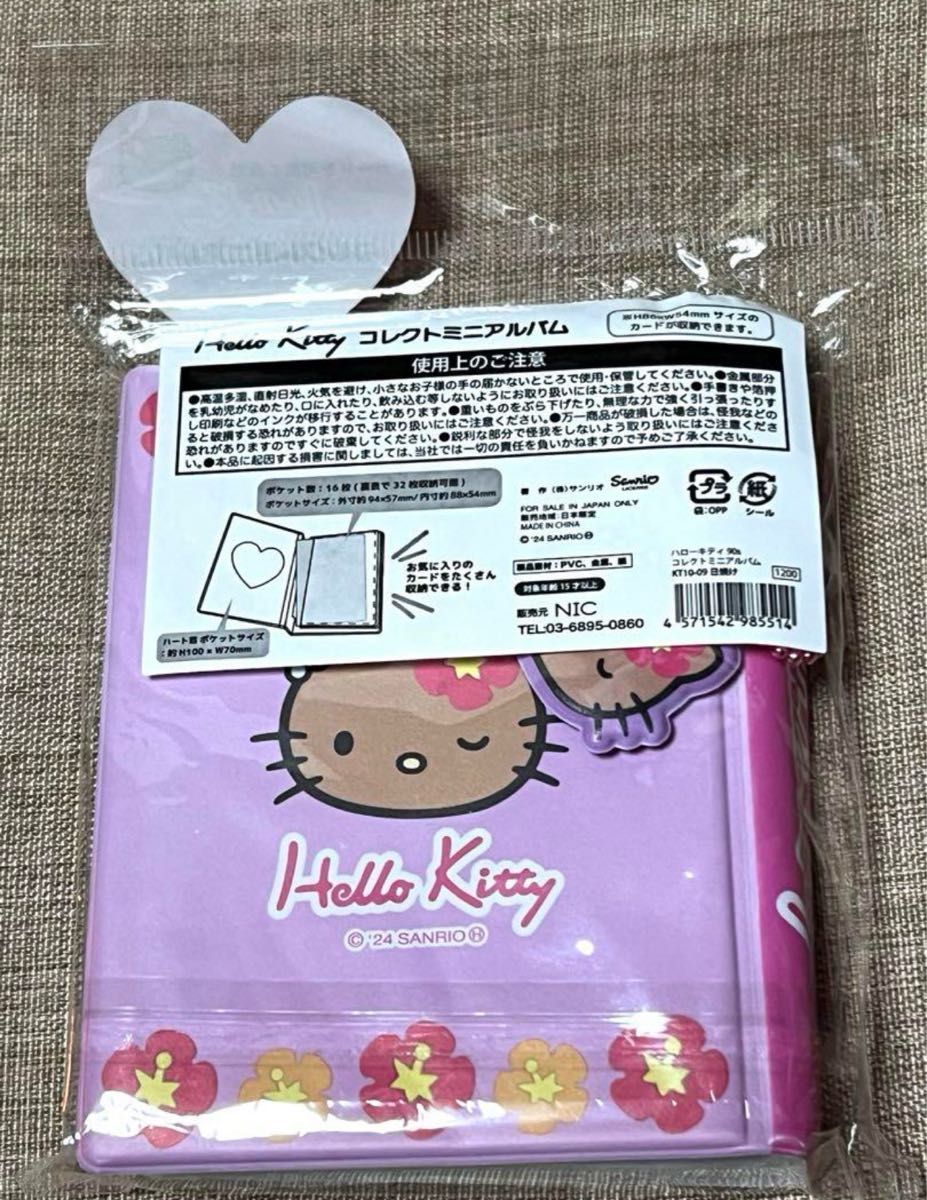 Hello Kitty コレクトミニアルバム
※H86×W54mm サイズの
カードが収納できます。
使用上のご注意
●高温多湿、直射日光、火気を避け、小さなお子様の手の届かないところで使用・保管してください。●金属部分
を乳幼児がなめたり、口に入れたり、飲み込む等しないようにお取り扱いにはご注意ください。●手書きや箔押
し印刷などのインクが移行することがあります。●重いものをぶら下げたり、無理な力で強く引っ張ったりす
ると破損する恐れがありますので、お取り扱いにはご注意ください。●万一商品が破損した場合は、怪我などの
恐れがありますのですぐに破棄してください。●鋭利な部分で怪我をしないよう取り扱いにはご注意くださ
い。●本品に起因する損害に関しましては、当社では一切の責任を負いかねますので予めご了承ください。
ポケット数:16枚(裏表で32枚収納可能)
ポケットサイズ:外寸約94×57mm/内寸約88×54mm
お気に入りの
カードをたくさん
収納できる!
ハート型ポケットサイズ
:約H100×W70mm
著作(株)サンリオ
Sanrio
LICENSEE
FOR SALE IN JAPAN ONLY
販売地域:日本限定
MADE IN CHINA
©'24 SANRIO Ⓗ
製品素材:PVC、金属、紙
対象年齢15才以上
販売元 NIC
TEL:03-6895-0860
プラ
袋:OPP
紙
シール
ハローキティ 90s
コレクトミニアルバム
KT10-09 日焼け
1200
4 571542 985514
Hello Kitty
©'24 SANRIO Ⓗ